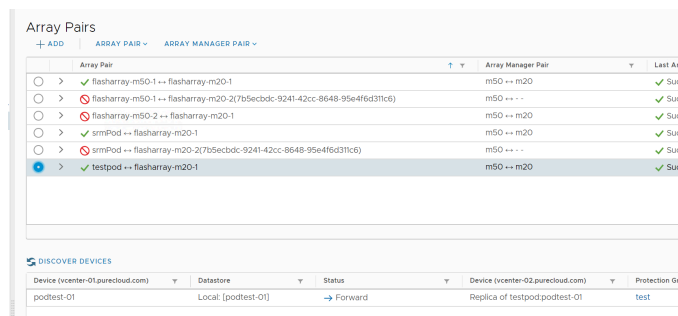 Array Pairs
+ ADD ARRAY PAIR ARRAY MANAGER PAIR
Array Pair Array Manager Pair Last Ar
flasharray-m50-1 ↔ flasharray-m20-1 m50 ↔ m20 Suc
flasharray-m50-1 ↔ flasharray-m20-2(7b5ecbdc-9241-42cc-8648-95e4f6d311c6) m50 ↔ - - Suc
flasharray-m50-2 ↔ flasharray-m20-1 m50 ↔ m20 Suc
srmPod ↔ flasharray-m20-1 m50 ↔ m20 Suc
srmPod ↔ flasharray-m20-2(7b5ecbdc-9241-42cc-8648-95e4f6d311c6) m50 ↔ - - Suc
testpod ↔ flasharray-m20-1 m50 ↔ m20 Suc
DISCOVER DEVICES
Device (vcenter-01.purecloud.com) Datastore Status Device (vcenter-02.purecloud.com) Protection Gr
podtest-01 Local: [podtest-01] → Forward Replica of testpod:podtest-01 test